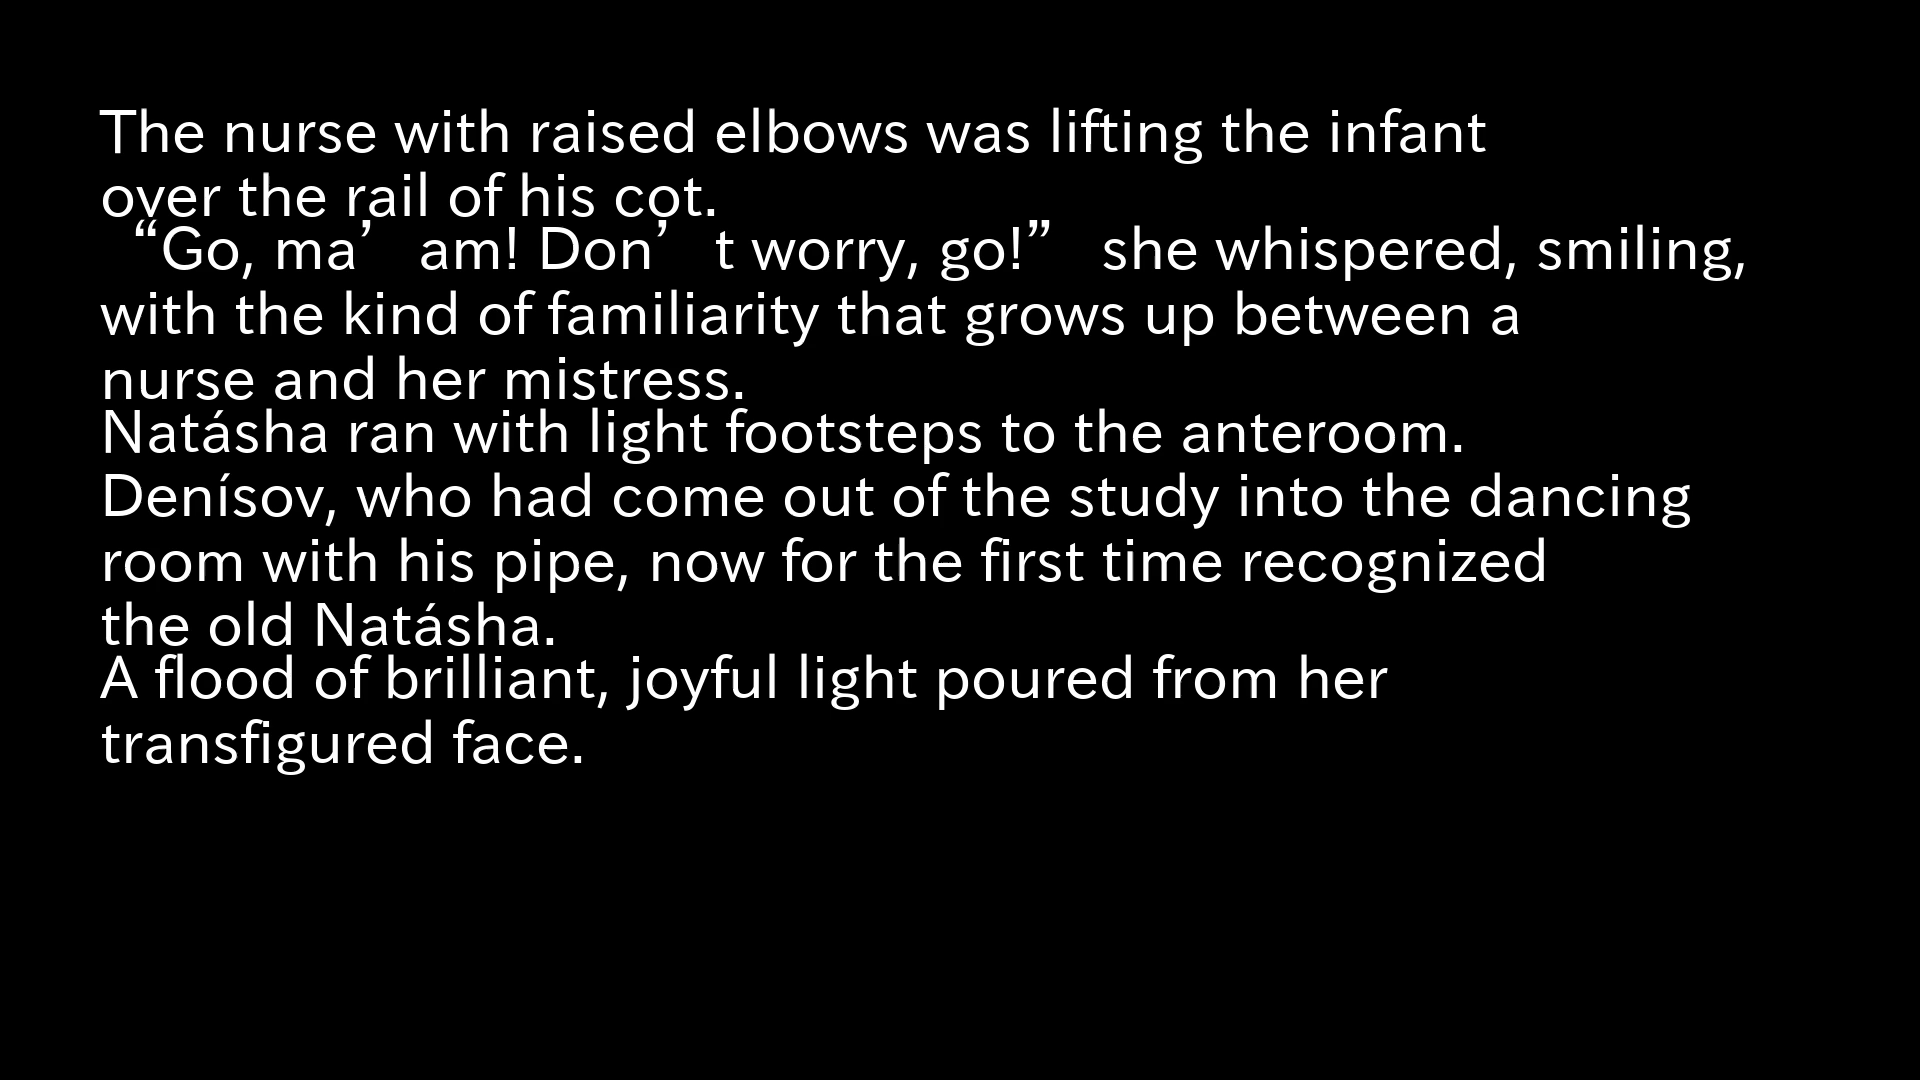 The nurse with raised elbows was lifting the infant
over the rail of his cot.
“Go, ma’am! Don’t worry, go!” she whispered, smiling,
with the kind of familiarity that grows up between a
nurse and her mistress.
Natásha ran with light footsteps to the anteroom.
Denísov, who had come out of the study into the dancing
room with his pipe, now for the first time recognized
the old Natásha.
A flood of brilliant, joyful light poured from her
transfigured face.